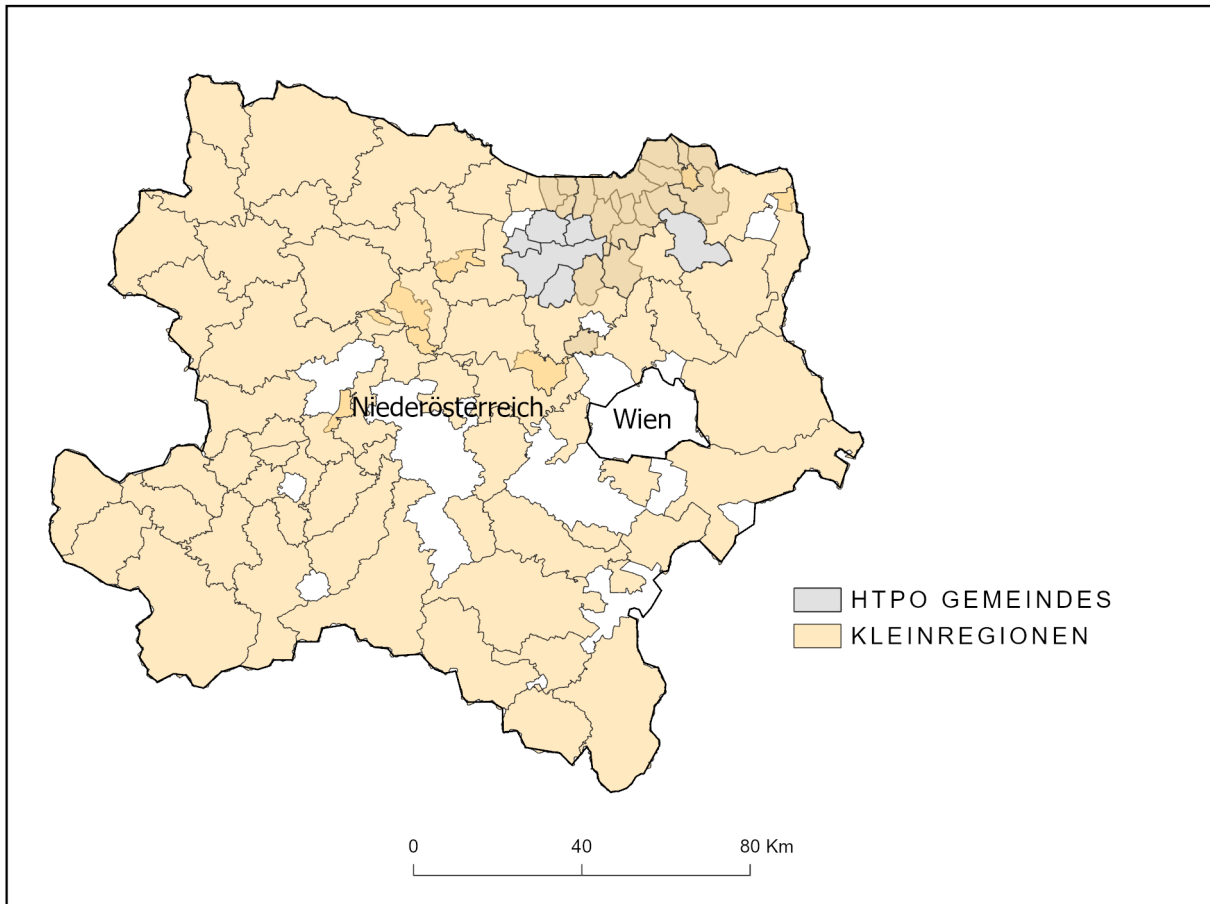 Niederösterreich
Wien
HTPO GEMEINDES
KLEINREGIONEN
0 40 80 Km